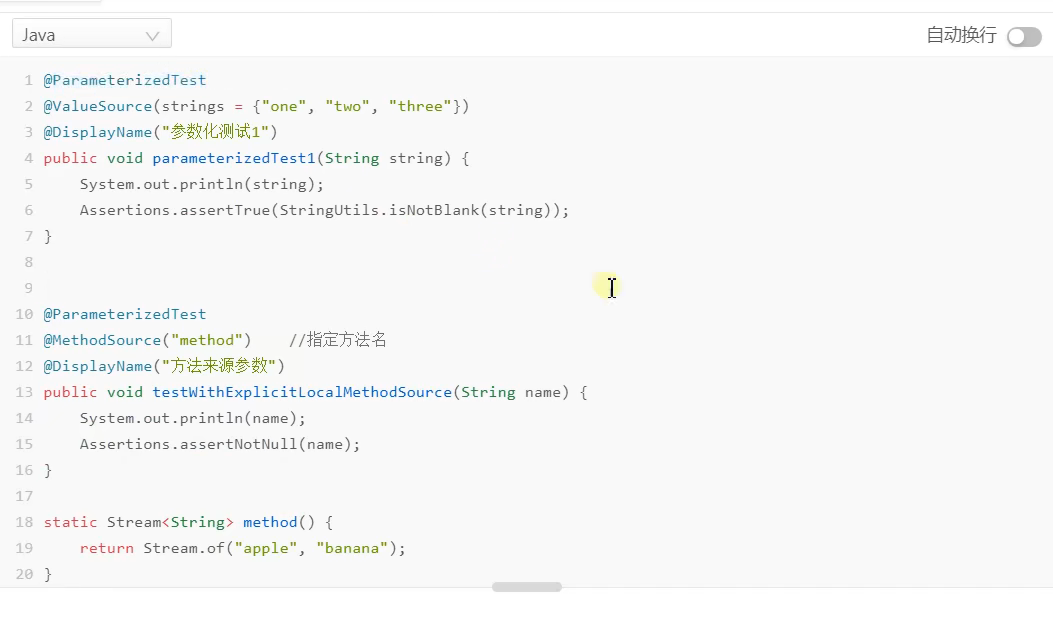 Java
自动换行
1 @ParameterizedTest
2 @ValueSource(strings = {"one", "two", "three"})
3 @DisplayName("参数化测试1")
4 public void parameterizedTest1(String string) {
5     System.out.println(string);
6     Assertions.assertTrue(StringUtils.isNotBlank(string));
7 }
8
9
10 @ParameterizedTest
11 @MethodSource("method")    //指定方法名
12 @DisplayName("方法来源参数")
13 public void testWithExplicitLocalMethodSource(String name) {
14     System.out.println(name);
15     Assertions.assertNotNull(name);
16 }
17
18 static Stream<String> method() {
19     return Stream.of("apple", "banana");
20 }